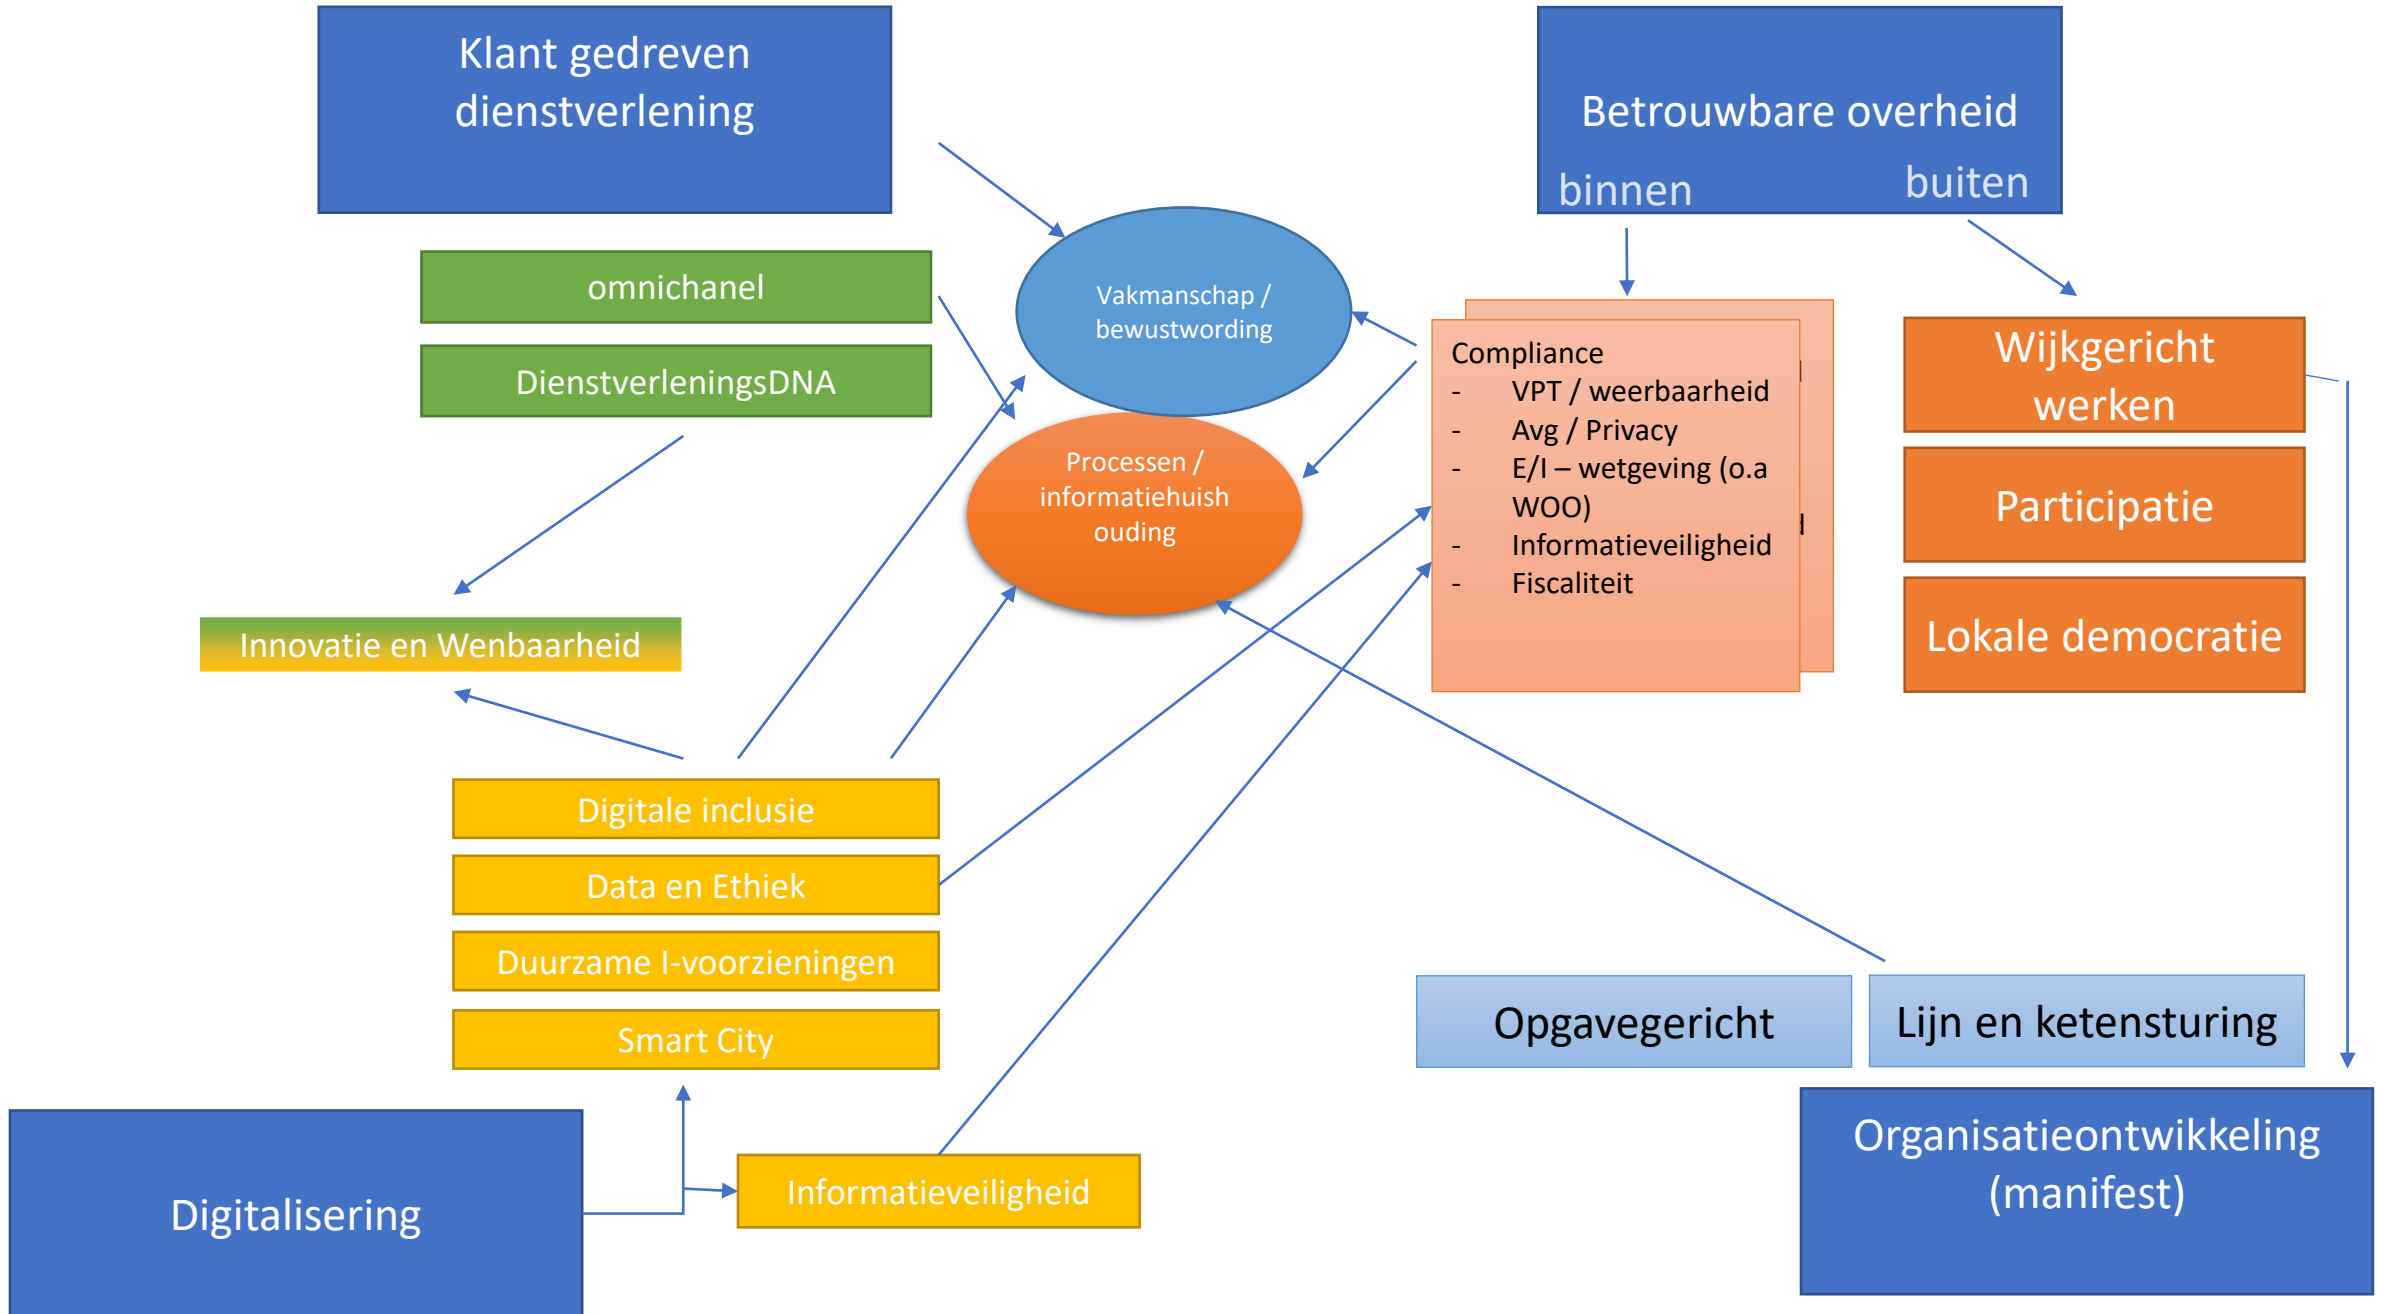 Klant gedreven
dienstverlening
Betrouwbare overheid
binnen
buiten
omnichanel
DienstverleningsDNA
Vakmanschap /
bewustwording
Processen /
informatiehuish
ouding
Compliance
- VPT / weerbaarheid
- Avg / Privacy
- E/I – wetgeving (o.a
WOO)
- Informatieveiligheid
- Fiscaliteit
Wijkgericht
werken
Participatie
Lokale democratie
Innovatie en Wenbaarheid
Digitale inclusie
Data en Ethiek
Duurzame I-voorzieningen
Smart City
Opgavegericht
Lijn en ketensturing
Digitalisering
Informatieveiligheid
Organisatieontwikkeling
(manifest)